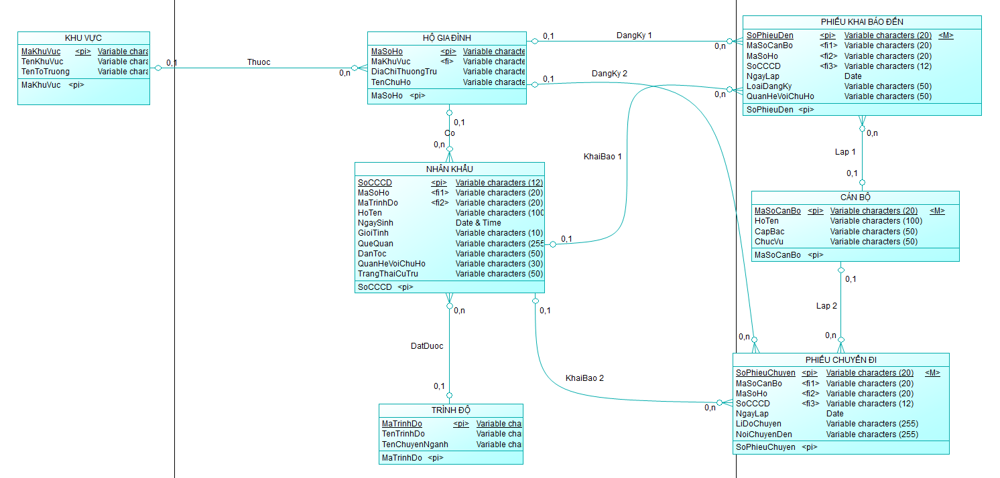 KHU VỰC
MaKhuVuc <pi> Variable chara
TenKhuVuc Variable chara
TenToTruong Variable chara
MaKhuVuc <pi>
0,1
Thuoc
0,n
HỘ GIA ĐÌNH
MaSoHo <pi> Variable characte
MaKhuVuc <fi> Variable characte
DiaChiThuongTru Variable characte
TenChuHo Variable characte
MaSoHo <pi>
0,1
DangKy 1
0,n
0,1
DangKy 2
0,n
PHIẾU KHAI BÁO ĐẾN
SoPhieuDen <pi> Variable characters (20) <M>
MaSoCanBo <fi1> Variable characters (20)
MaSoHo <fi2> Variable characters (20)
SoCCCD <fi3> Variable characters (12)
NgayLap Date
LoaiDangKy Variable characters (50)
QuanHeVoiChuHo Variable characters (50)
SoPhieuDen <pi>
0,1
Co
0,n
0,n
Lap 1
0,1
KhaiBao 1
NHÂN KHẨU
SoCCCD <pi> Variable characters (12)
MaSoHo <fi1> Variable characters (20)
MaTrinhDo <fi2> Variable characters (20)
HoTen Variable characters (100
NgaySinh Date & Time
GioiTinh Variable characters (10)
QueQuan Variable characters (255
DanToc Variable characters (50)
QuanHeVoiChuHo Variable characters (30)
TrangThaiCuTru Variable characters (50)
SoCCCD <pi>
0,1
CÁN BỘ
MaSoCanBo <pi> Variable characters (20) <M>
HoTen Variable characters (100)
CapBac Variable characters (50)
ChucVu Variable characters (50)
MaSoCanBo <pi>
0,1
Lap 2
0,n
0,n
0,n
DatDuoc
0,1
0,1
KhaiBao 2
0,n
TRÌNH ĐỘ
MaTrinhDo <pi> Variable cha
TenTrinhDo Variable cha
TenChuyenNganh Variable cha
MaTrinhDo <pi>
PHIẾU CHUYỂN ĐI
SoPhieuChuyen <pi> Variable characters (20) <M>
MaSoCanBo <fi1> Variable characters (20)
MaSoHo <fi2> Variable characters (20)
SoCCCD <fi3> Variable characters (12)
NgayLap Date
LiDoChuyen Variable characters (255)
NoiChuyenDen Variable characters (255)
SoPhieuChuyen <pi>